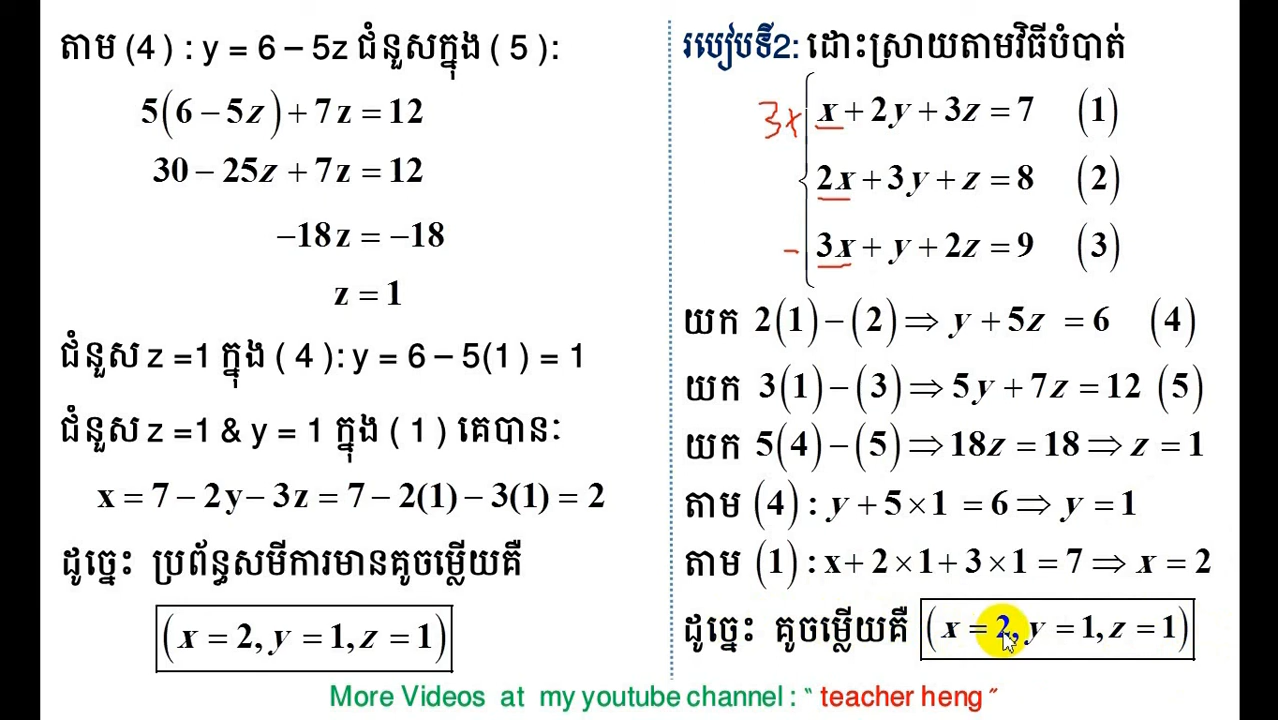 តាម (4 ) : y = 6 – 5z ជំនួសក្នុង ( 5 ):
5(6 – 5z) + 7z = 12
30 – 25z + 7z = 12
–18z = –18
z = 1
ជំនួស z =1 ក្នុង ( 4 ): y = 6 – 5(1 ) = 1
ជំនួស z =1 & y = 1 ក្នុង ( 1 ) គេបានៈ
x = 7 – 2y – 3z = 7 – 2(1) – 3(1) = 2
ដូច្នេះ ប្រព័ន្ធសមីការមានគូចម្លើយគឺ
(x = 2, y = 1, z = 1)
របៀបទី2: ដោះស្រាយតាមវិធីបំបាត់
3x
x + 2y + 3z = 7 (1)
2x + 3y + z = 8 (2)
– 3x + y + 2z = 9 (3)
យក 2(1) – (2) ⇒ y + 5z = 6 (4)
យក 3(1) – (3) ⇒ 5y + 7z = 12 (5)
យក 5(4) – (5) ⇒ 18z = 18 ⇒ z = 1
តាម (4) : y + 5 × 1 = 6 ⇒ y = 1
តាម (1) : x + 2 × 1 + 3 × 1 = 7 ⇒ x = 2
ដូច្នេះ គូចម្លើយគឺ (x = 2, y = 1, z = 1)
More Videos at my youtube channel : “ teacher heng ”